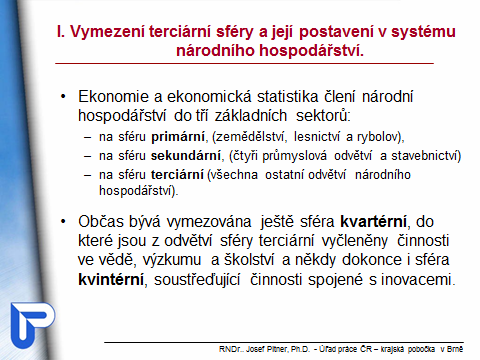 I. Vymezení terciární sféry a její postavení v systému
národního hospodářství.
• Ekonomie a ekonomická statistika člení národní
hospodářství do tří základních sektorů:
– na sféru primární, (zemědělství, lesnictví a rybolov),
– na sféru sekundární, (čtyři průmyslová odvětví a stavebnictví)
– na sféru terciární (všechna ostatní odvětví národního
hospodářství).
• Občas bývá vymezována ještě sféra kvartérní, do
které jsou z odvětví sféry terciární vyčleněny činnosti
ve vědě, výzkumu a školství a někdy dokonce i sféra
kvintérní, soustřeďující činnosti spojené s inovacemi.
RNDr.. Josef Pitner, Ph.D. - Úřad práce ČR – krajská pobočka v Brně